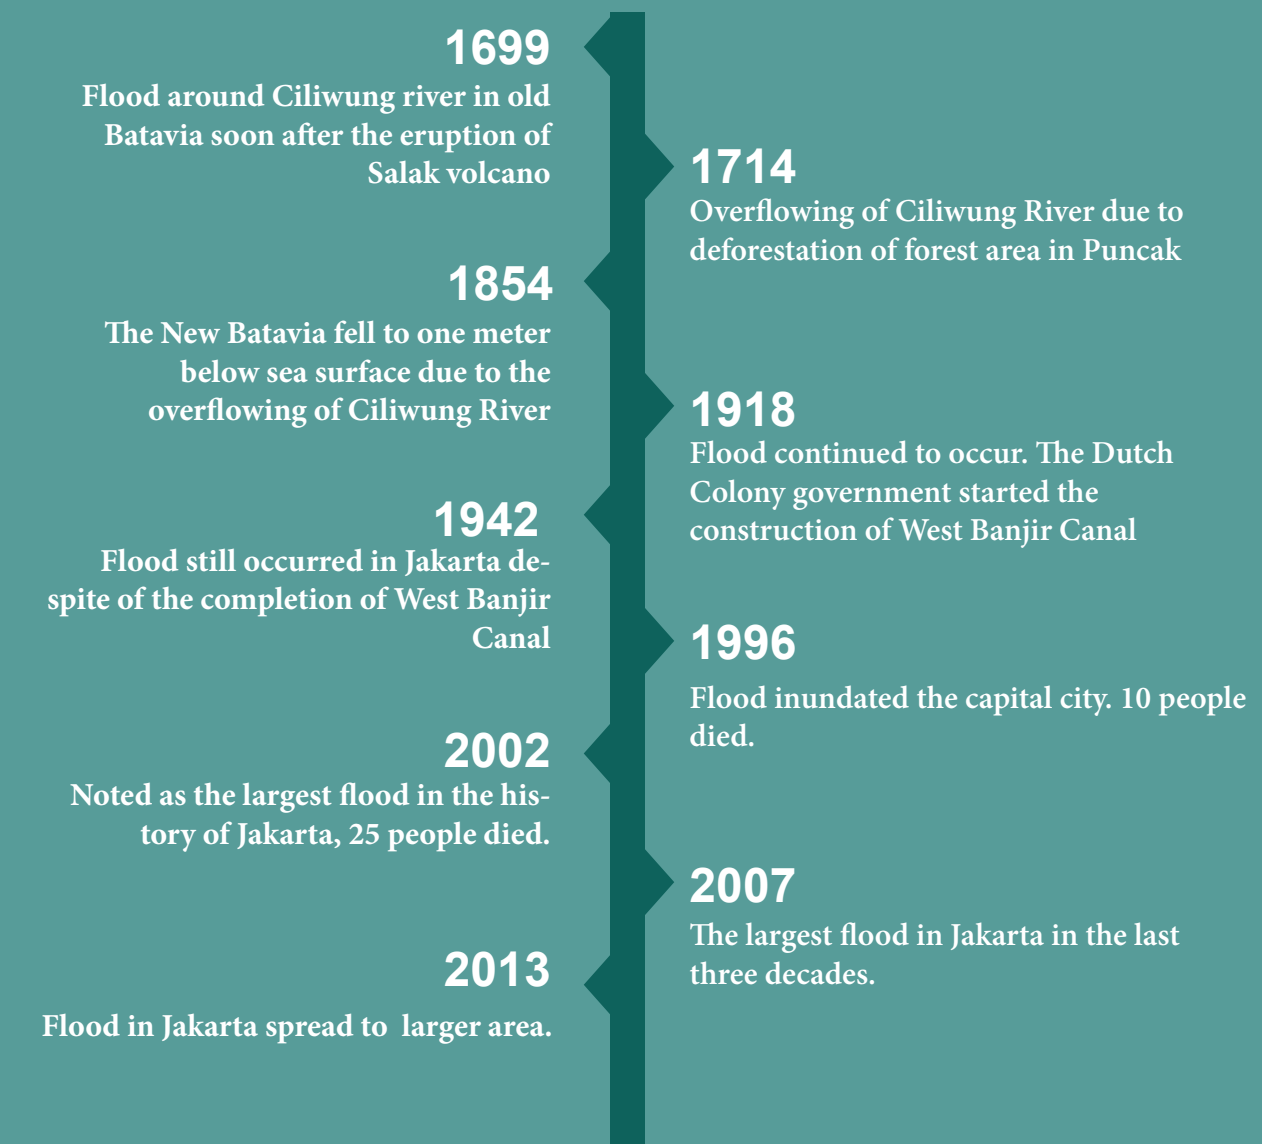 1699
Flood around Ciliwung river in old
Batavia soon after the eruption of
Salak volcano
1714
Overflowing of Ciliwung River due to
deforestation of forest area in Puncak
1854
The New Batavia fell to one meter
below sea surface due to the
overflowing of Ciliwung River
1918
Flood continued to occur. The Dutch
Colony government started the
construction of West Banjir Canal
1942
Flood still occurred in Jakarta de-
spite of the completion of West Banjir
Canal
1996
Flood inundated the capital city. 10 people
died.
2002
Noted as the largest flood in the his-
tory of Jakarta, 25 people died.
2007
The largest flood in Jakarta in the last
three decades.
2013
Flood in Jakarta spread to  larger area.